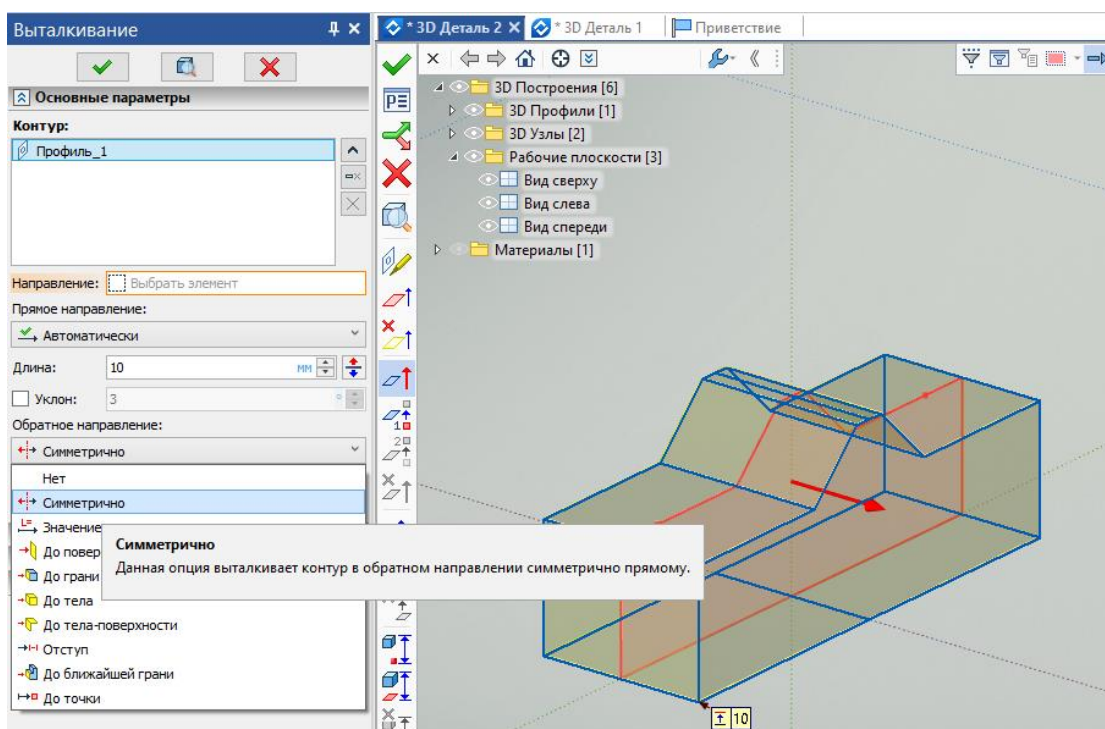 Выталкивание
Основные параметры
Контур:
Профиль_1
Направление: Выбрать элемент
Прямое направление:
Автоматически
Длина: 10 мм
Уклон: 3 °
Обратное направление:
Симметрично
Нет
Симметрично
Значение
До повер
До грани
До тела
До тела-поверхности
Отступ
До ближайшей грани
До точки
Симметрично
Данная опция выталкивает контур в обратном направлении симметрично прямому.
* 3D Деталь 2
* 3D Деталь 1
Приветствие
3D Построения [6]
3D Профили [1]
3D Узлы [2]
Рабочие плоскости [3]
Вид сверху
Вид слева
Вид спереди
Материалы [1]
10